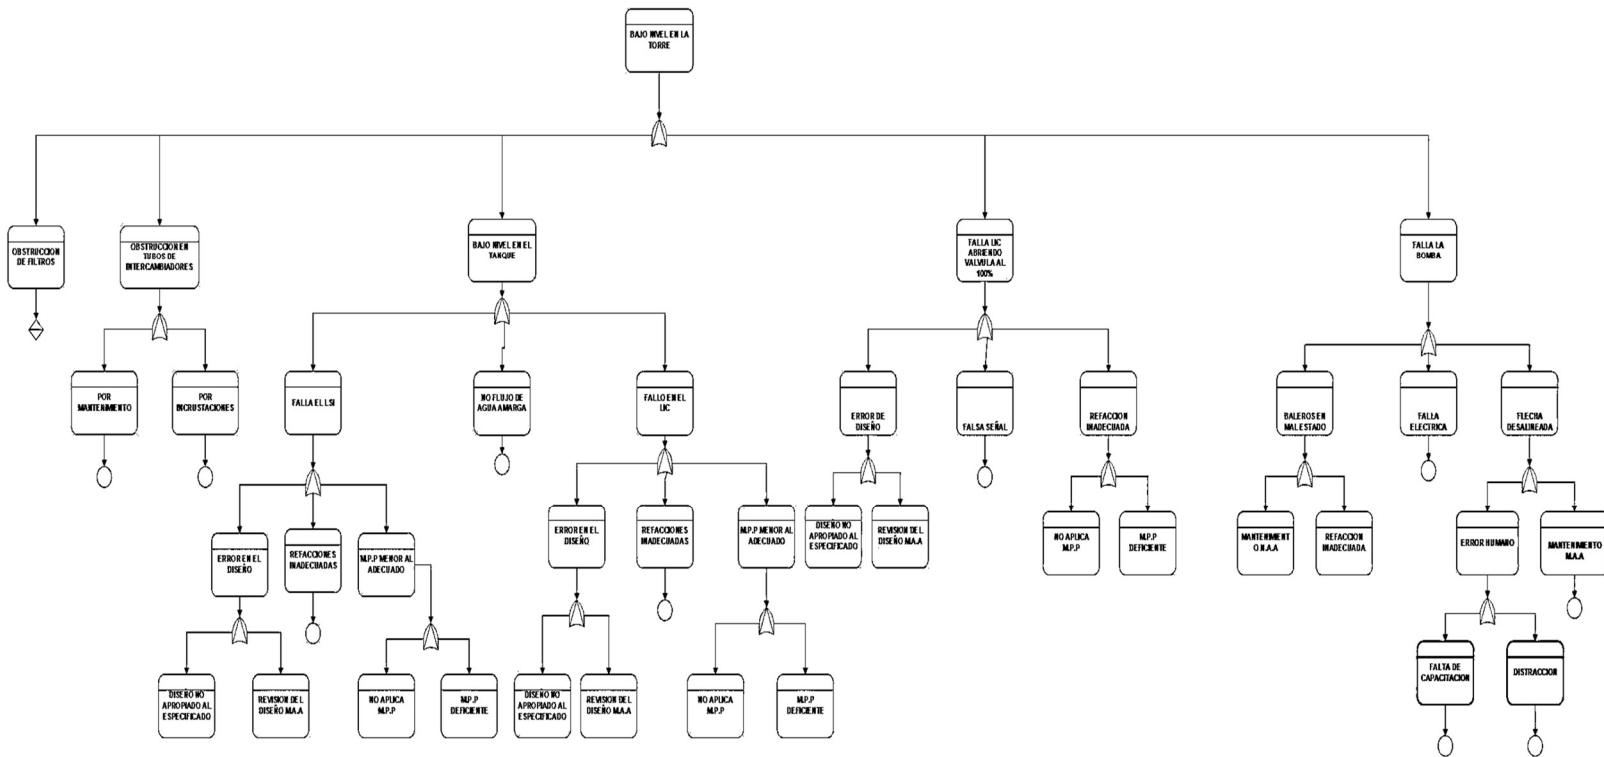 BAJO NIVEL EN LA
TORRE
OBSTRUCCION
DE FILTROS
OBSTRUCCION EN
TUBOS DE
INTERCAMBIADORES
BAJO NIVEL EN EL
TANQUE
FALLA LIC
ABRIENDO
VALVULA AL
100%
FALLA LA
BOMBA
POR
MANTENIMIENTO
POR
INCRUSTACIONES
FALLA EL LSI
NO FLUJO DE
AGUA AMARGA
FALLO EN EL
LIC
ERROR DE
DISEÑO
FALSA SEÑAL
REFACCION
INADECUADA
BALEROS EN
MAL ESTADO
FALLA
ELECTRICA
FLECHA
DESALINEADA
ERROR EN EL
DISEÑO
REFACCIONES
INADECUADAS
M.P.P MENOR AL
ADECUADO
ERROR EN EL
DISEÑO
REFACCIONES
INADECUADAS
M.P.P MENOR AL
ADECUADO
DISEÑO NO
APROPIADO AL
ESPECIFICADO
REVISION DEL
DISEÑO M.A.A
NO APLICA
M.P.P
M.P.P
DEFICIENTE
MANTENIMIENT
O N.A.A
REFACCION
INADECUADA
ERROR HUMANO
MANTENIMIENTO
M.A.A
DISEÑO NO
APROPIADO AL
ESPECIFICADO
REVISION DEL
DISEÑO M.A.A
NO APLICA
M.P.P
M.P.P
DEFICIENTE
DISEÑO NO
APROPIADO AL
ESPECIFICADO
REVISION DEL
DISEÑO M.A.A
NO APLICA
M.P.P
M.P.P
DEFICIENTE
FALTA DE
CAPACITACION
DISTRACCION